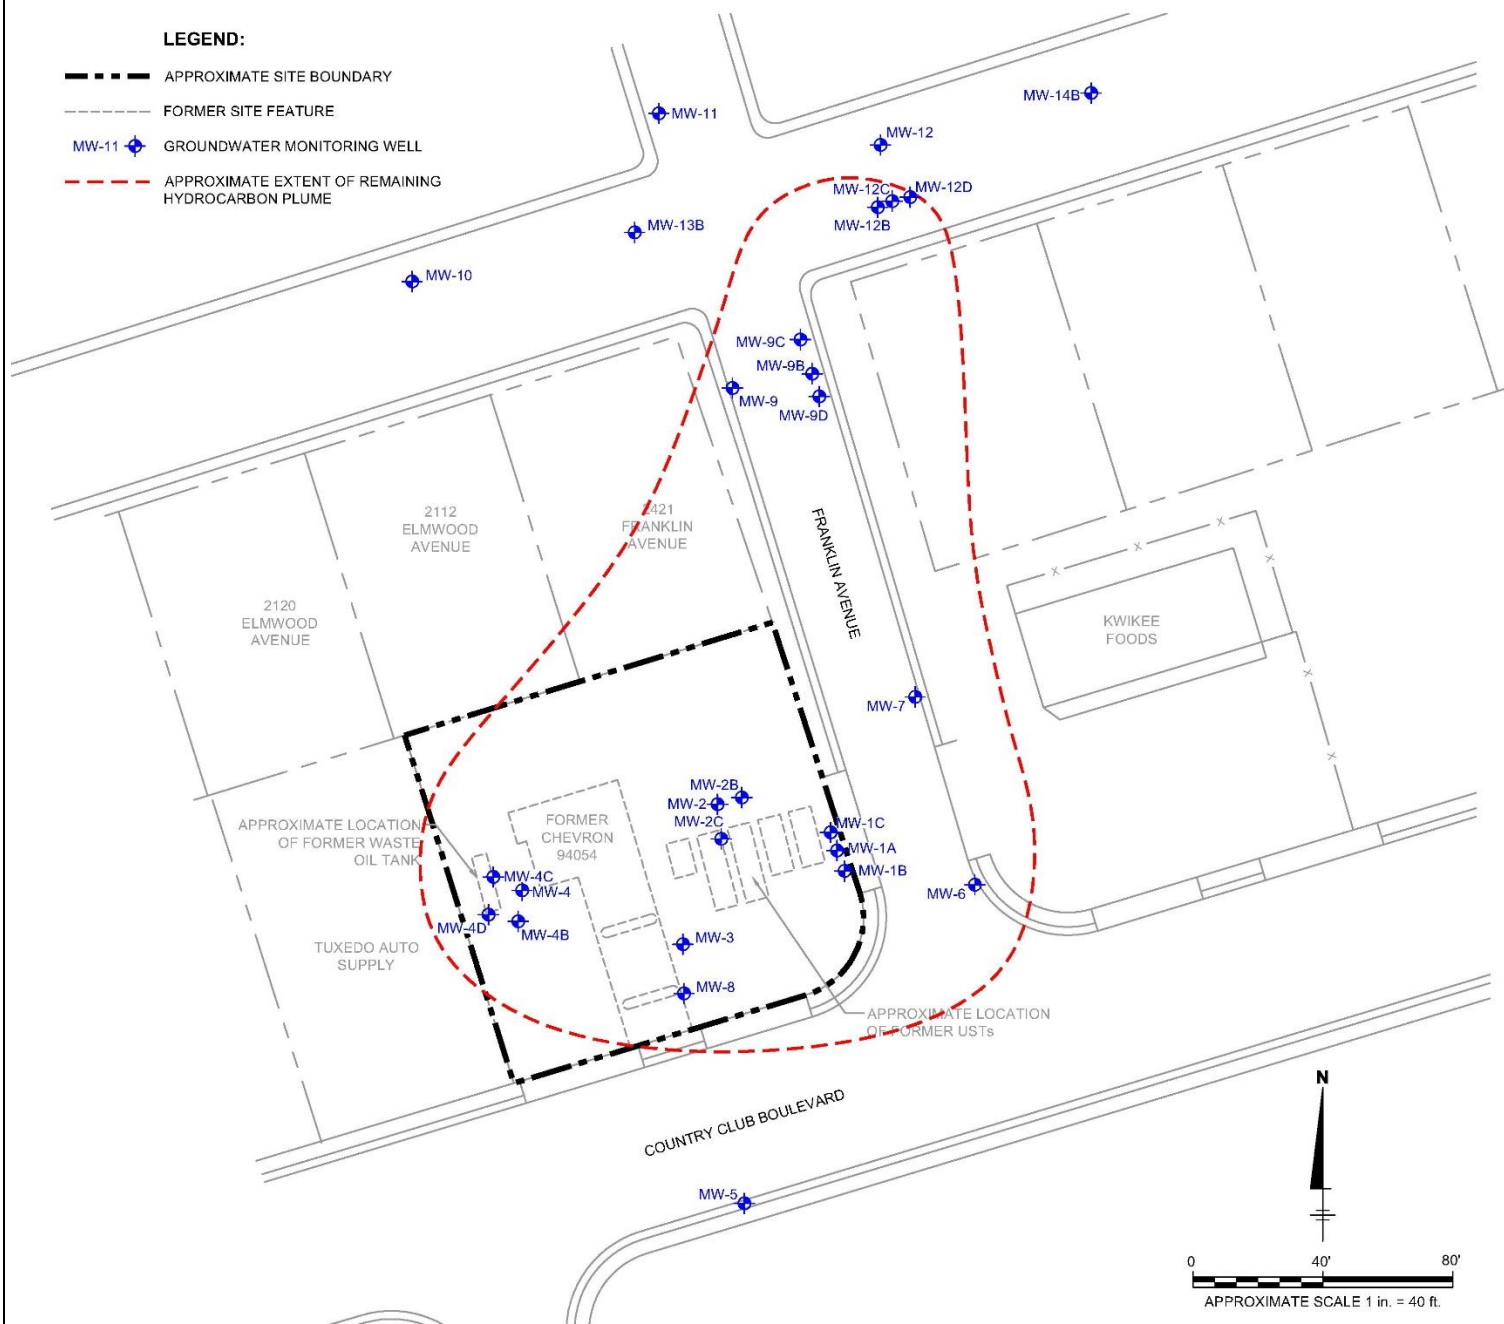 LEGEND:
APPROXIMATE SITE BOUNDARY
FORMER SITE FEATURE
MW-11 GROUNDWATER MONITORING WELL
APPROXIMATE EXTENT OF REMAINING
HYDROCARBON PLUME
MW-11
MW-14B
MW-12
MW-12C
MW-12D
MW-12B
MW-13B
MW-10
MW-9C
MW-9B
MW-9
MW-9D
2112
ELMWOOD
AVENUE
2421
FRANKLIN
AVENUE
FRANKLIN AVENUE
2120
ELMWOOD
AVENUE
KWIKEE
FOODS
x
x
x
x
x
x
MW-7
MW-2B
MW-2
MW-2C
APPROXIMATE LOCATION
OF FORMER WASTE
OIL TANK
FORMER
CHEVRON
94054
MW-1C
MW-1A
MW-1B
MW-6
MW-4C
MW-4
MW-4D
MW-4B
TUXEDO AUTO
SUPPLY
MW-3
MW-8
APPROXIMATE LOCATION
OF FORMER USTs
COUNTRY CLUB BOULEVARD
MW-5
N
0 40' 80'
APPROXIMATE SCALE 1 in. = 40 ft.